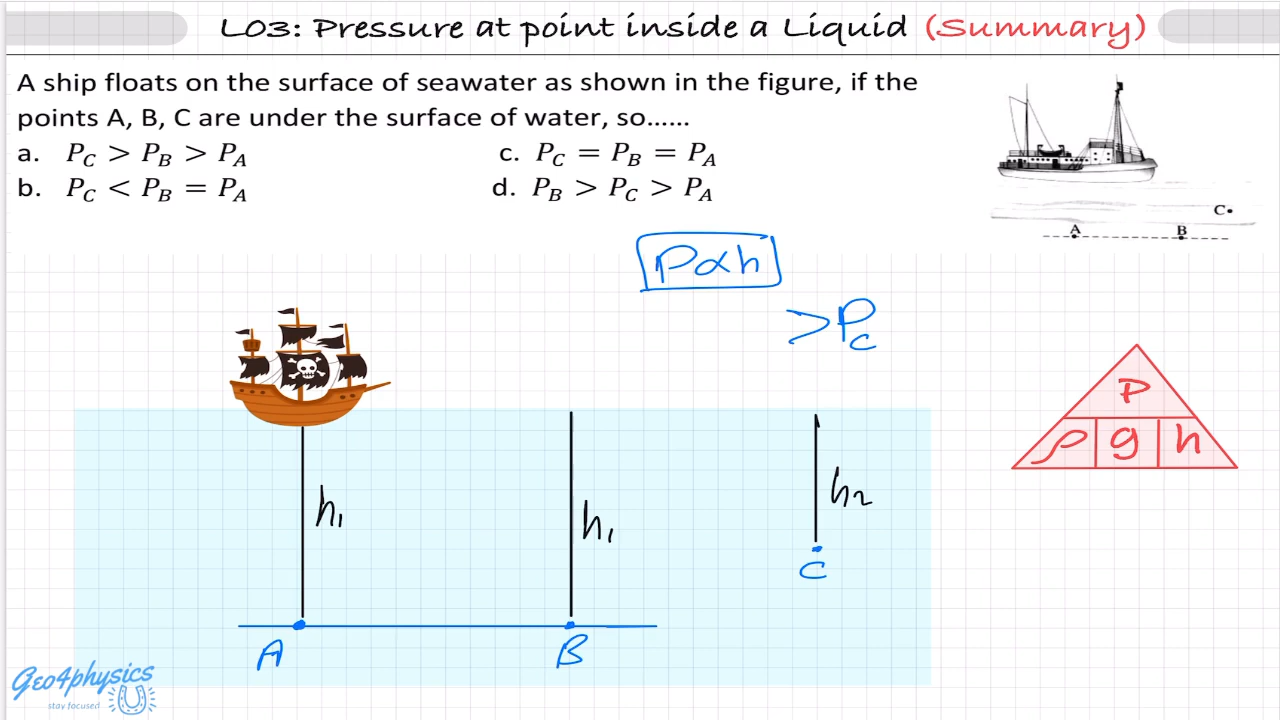 LO3: Pressure at point inside a Liquid (Summary)
A ship floats on the surface of seawater as shown in the figure, if the
points A, B, C are under the surface of water, so......
a. P_C > P_B > P_A
c. P_C = P_B = P_A
b. P_C < P_B = P_A
d. P_B > P_C > P_A
C
A B
P α h
> P_C
P
ρ g h
h₁
h₁
h₂
C
A
B
Geo4physics
stay focused